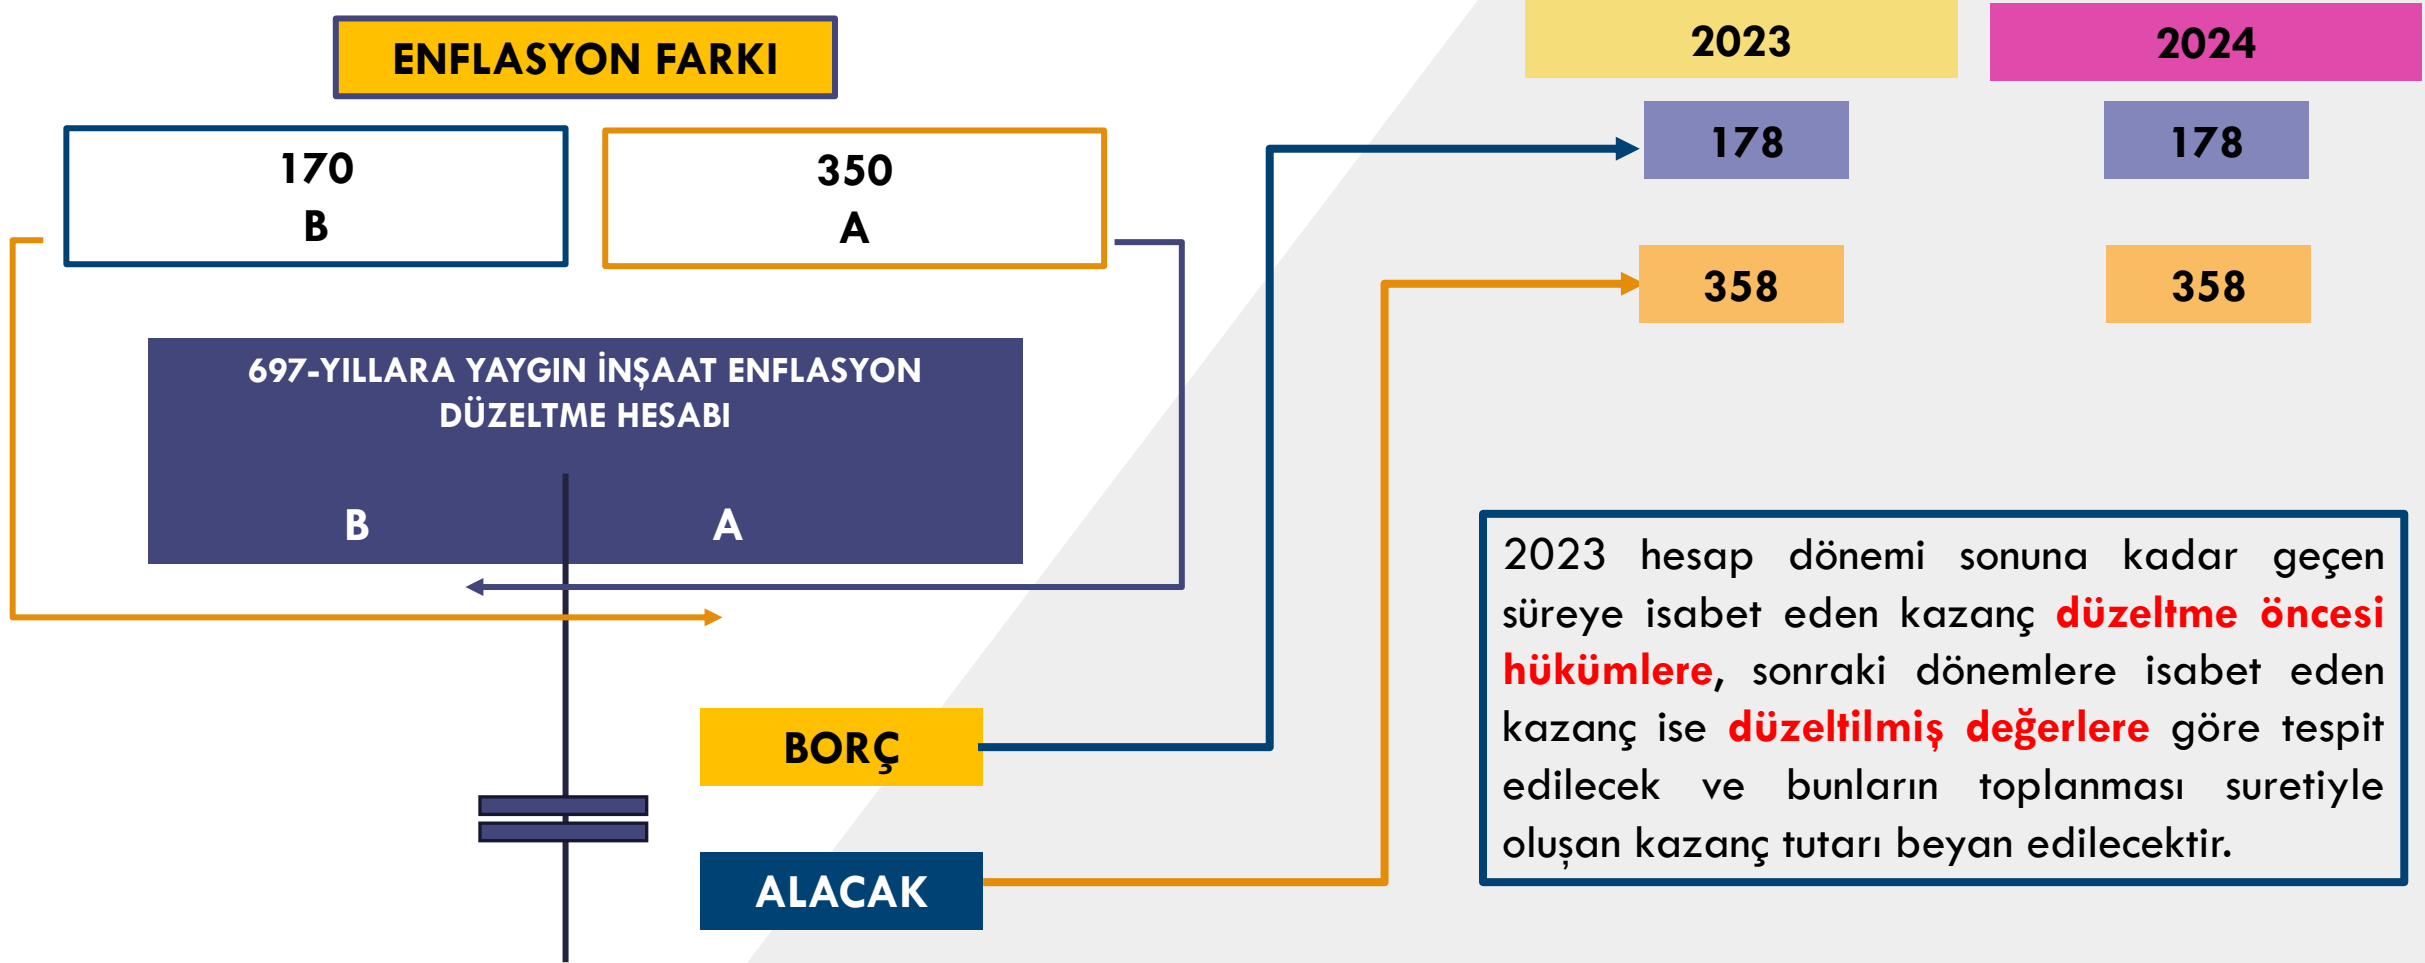 ENFLASYON FARKI
170
B
350
A
697-YILLARA YAYGIN İNŞAAT ENFLASYON
DÜZELTME HESABI
B
A
BORÇ
ALACAK
2023
2024
178
178
358
358
2023 hesap dönemi sonuna kadar geçen
süreye isabet eden kazanç düzeltme öncesi
hükümlere, sonraki dönemlere isabet eden
kazanç ise düzeltilmiş değerlere göre tespit
edilecek ve bunların toplanması suretiyle
oluşan kazanç tutarı beyan edilecektir.